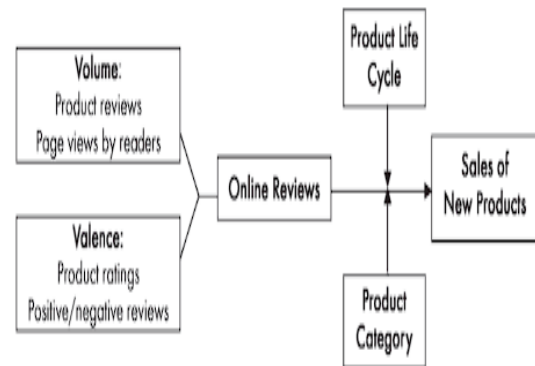 Volume:
Product reviews
Page views by readers
Valence:
Product ratings
Positive/negative reviews
Online Reviews
Product Life
Cycle
Product
Category
Sales of
New Products